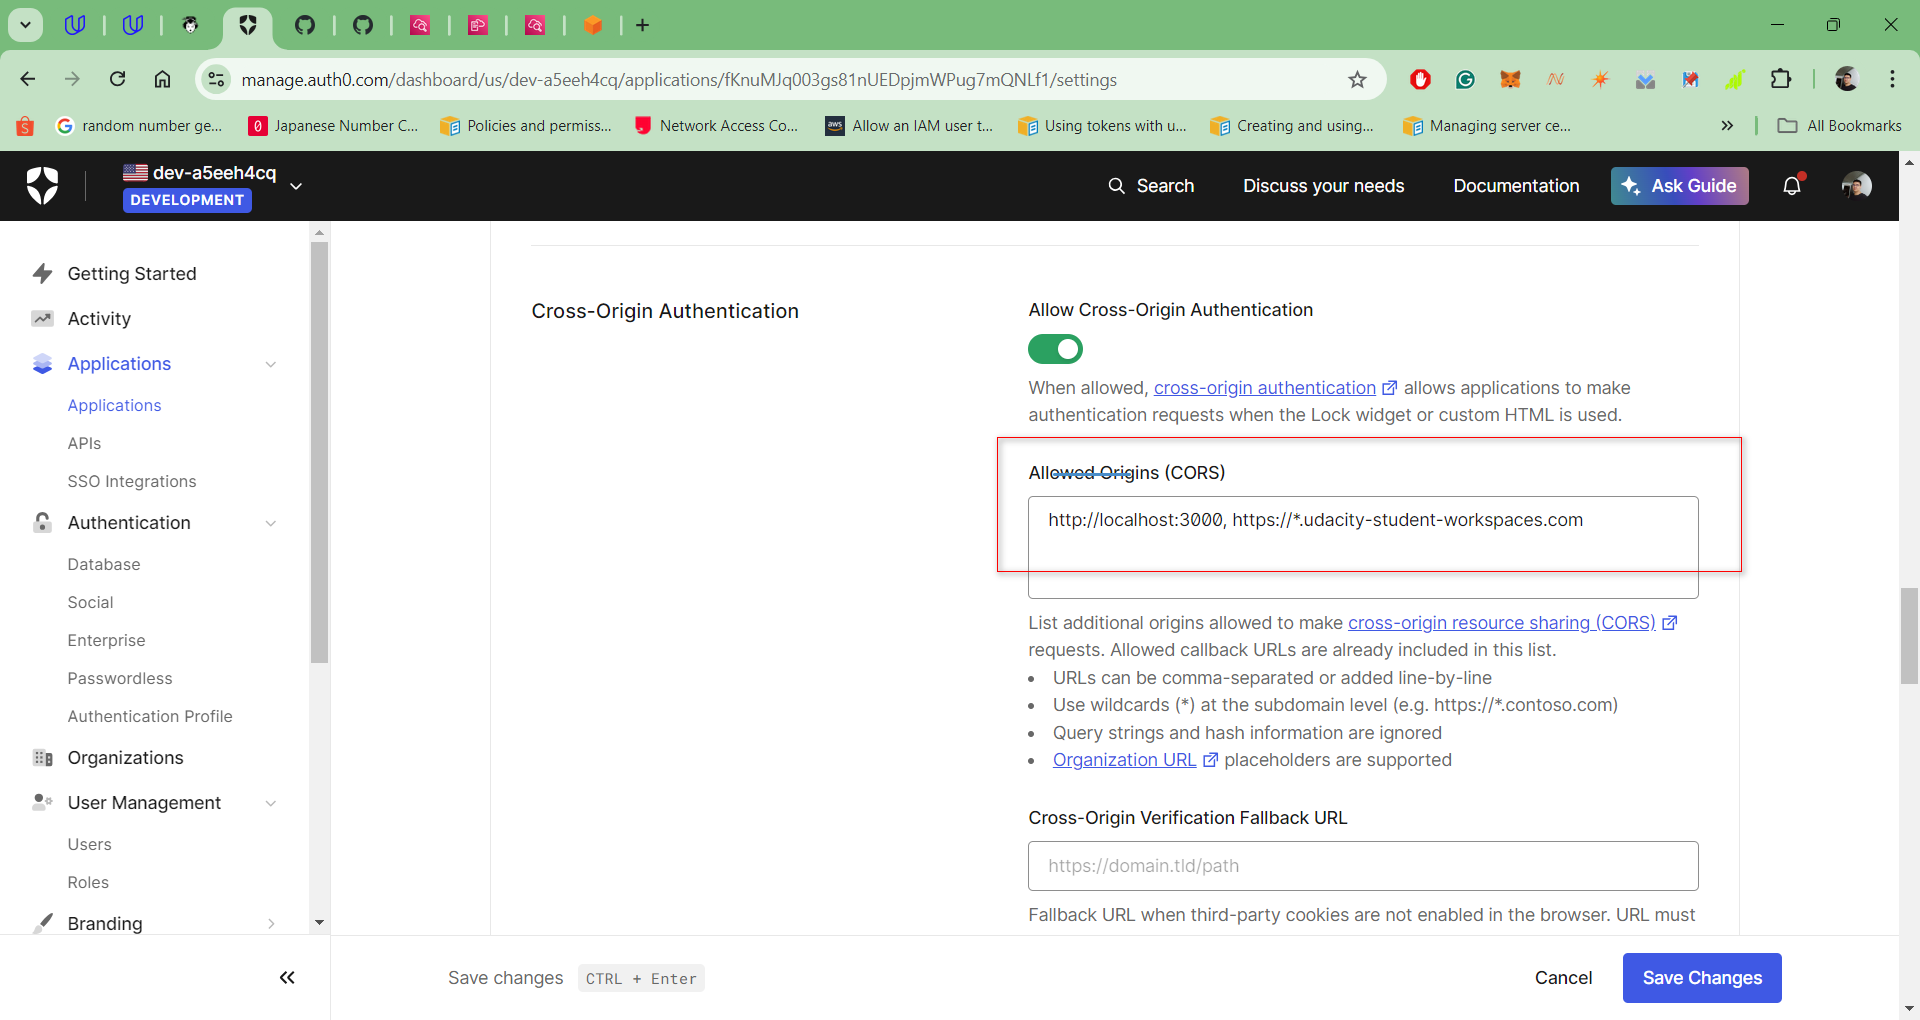 manage.auth0.com/dashboard/us/dev-a5eeh4cq/applications/fKnuMJq003gs81nUEDpjmWPug7mQNLf1/settings
random number ge...
Japanese Number C...
Policies and permiss...
Network Access Co...
Allow an IAM user t...
Using tokens with u...
Creating and using...
Managing server ce...
All Bookmarks
dev-a5eeh4cq
DEVELOPMENT
Search
Discuss your needs
Documentation
Ask Guide
Getting Started
Activity
Applications
Applications
APIs
SSO Integrations
Authentication
Database
Social
Enterprise
Passwordless
Authentication Profile
Organizations
User Management
Users
Roles
Branding
Cross-Origin Authentication
Allow Cross-Origin Authentication
When allowed, cross-origin authentication allows applications to make
authentication requests when the Lock widget or custom HTML is used.
Allowed Origins (CORS)
http://localhost:3000, https://*.udacity-student-workspaces.com
List additional origins allowed to make cross-origin resource sharing (CORS)
requests. Allowed callback URLs are already included in this list.
• URLs can be comma-separated or added line-by-line
• Use wildcards (*) at the subdomain level (e.g. https://*.contoso.com)
• Query strings and hash information are ignored
• Organization URL placeholders are supported
Cross-Origin Verification Fallback URL
https://domain.tld/path
Fallback URL when third-party cookies are not enabled in the browser. URL must
Save changes CTRL + Enter
Cancel
Save Changes